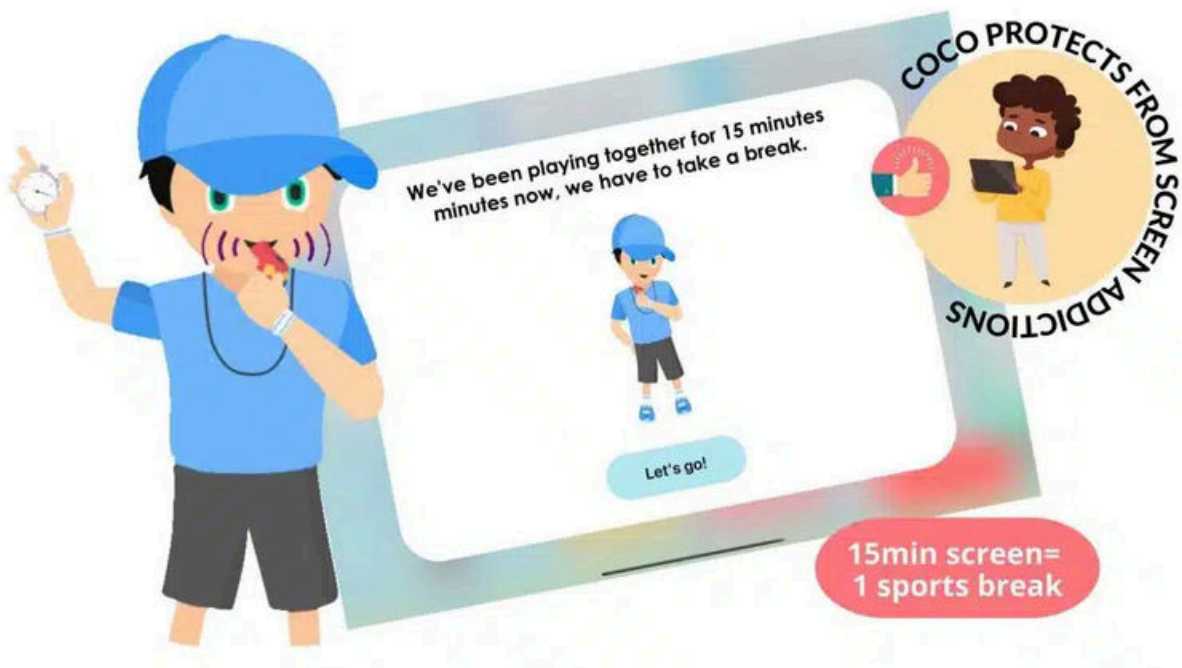 We've been playing together for 15 minutes
minutes now, we have to take a break.
Let's go!
COCO PROTECTS FROM SCREEN ADDICTIONS
15min screen=
1 sports break